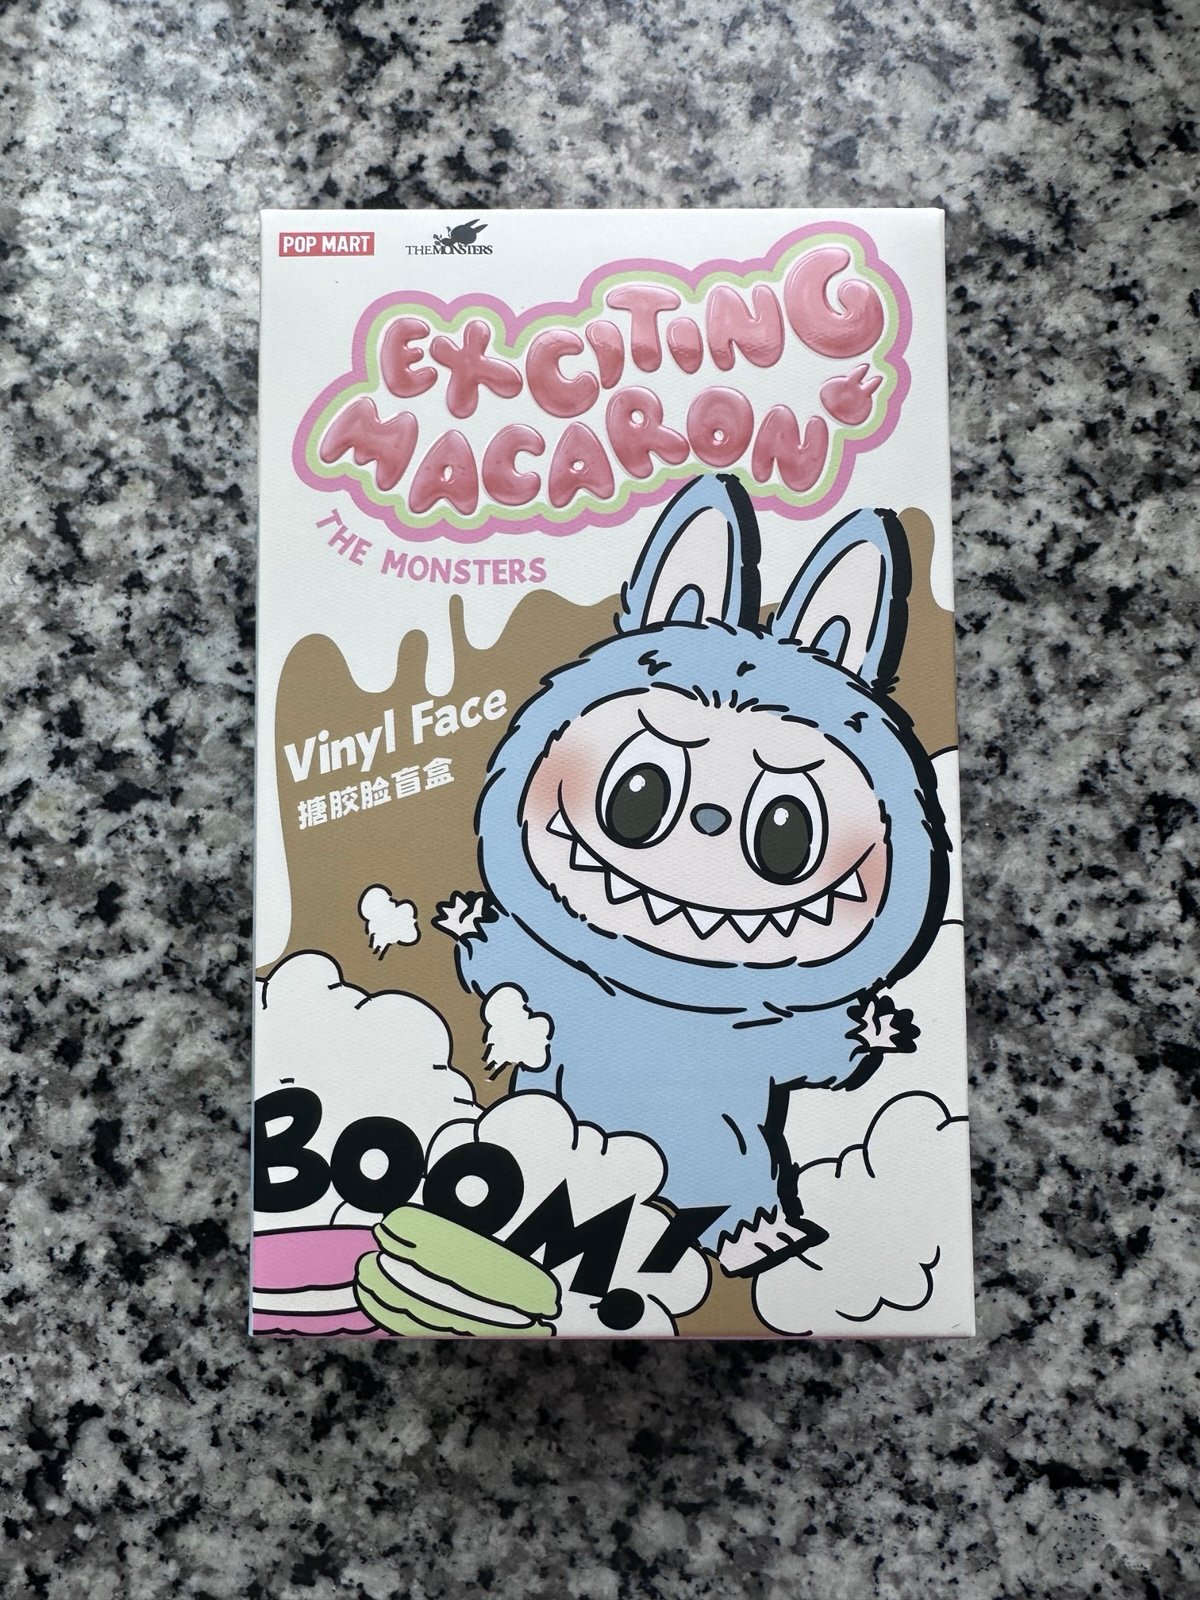 POP MART
THE MONSTERS
EXCITING
MACARON
THE MONSTERS
Vinyl Face
搪胶脸盲盒
BOOM!